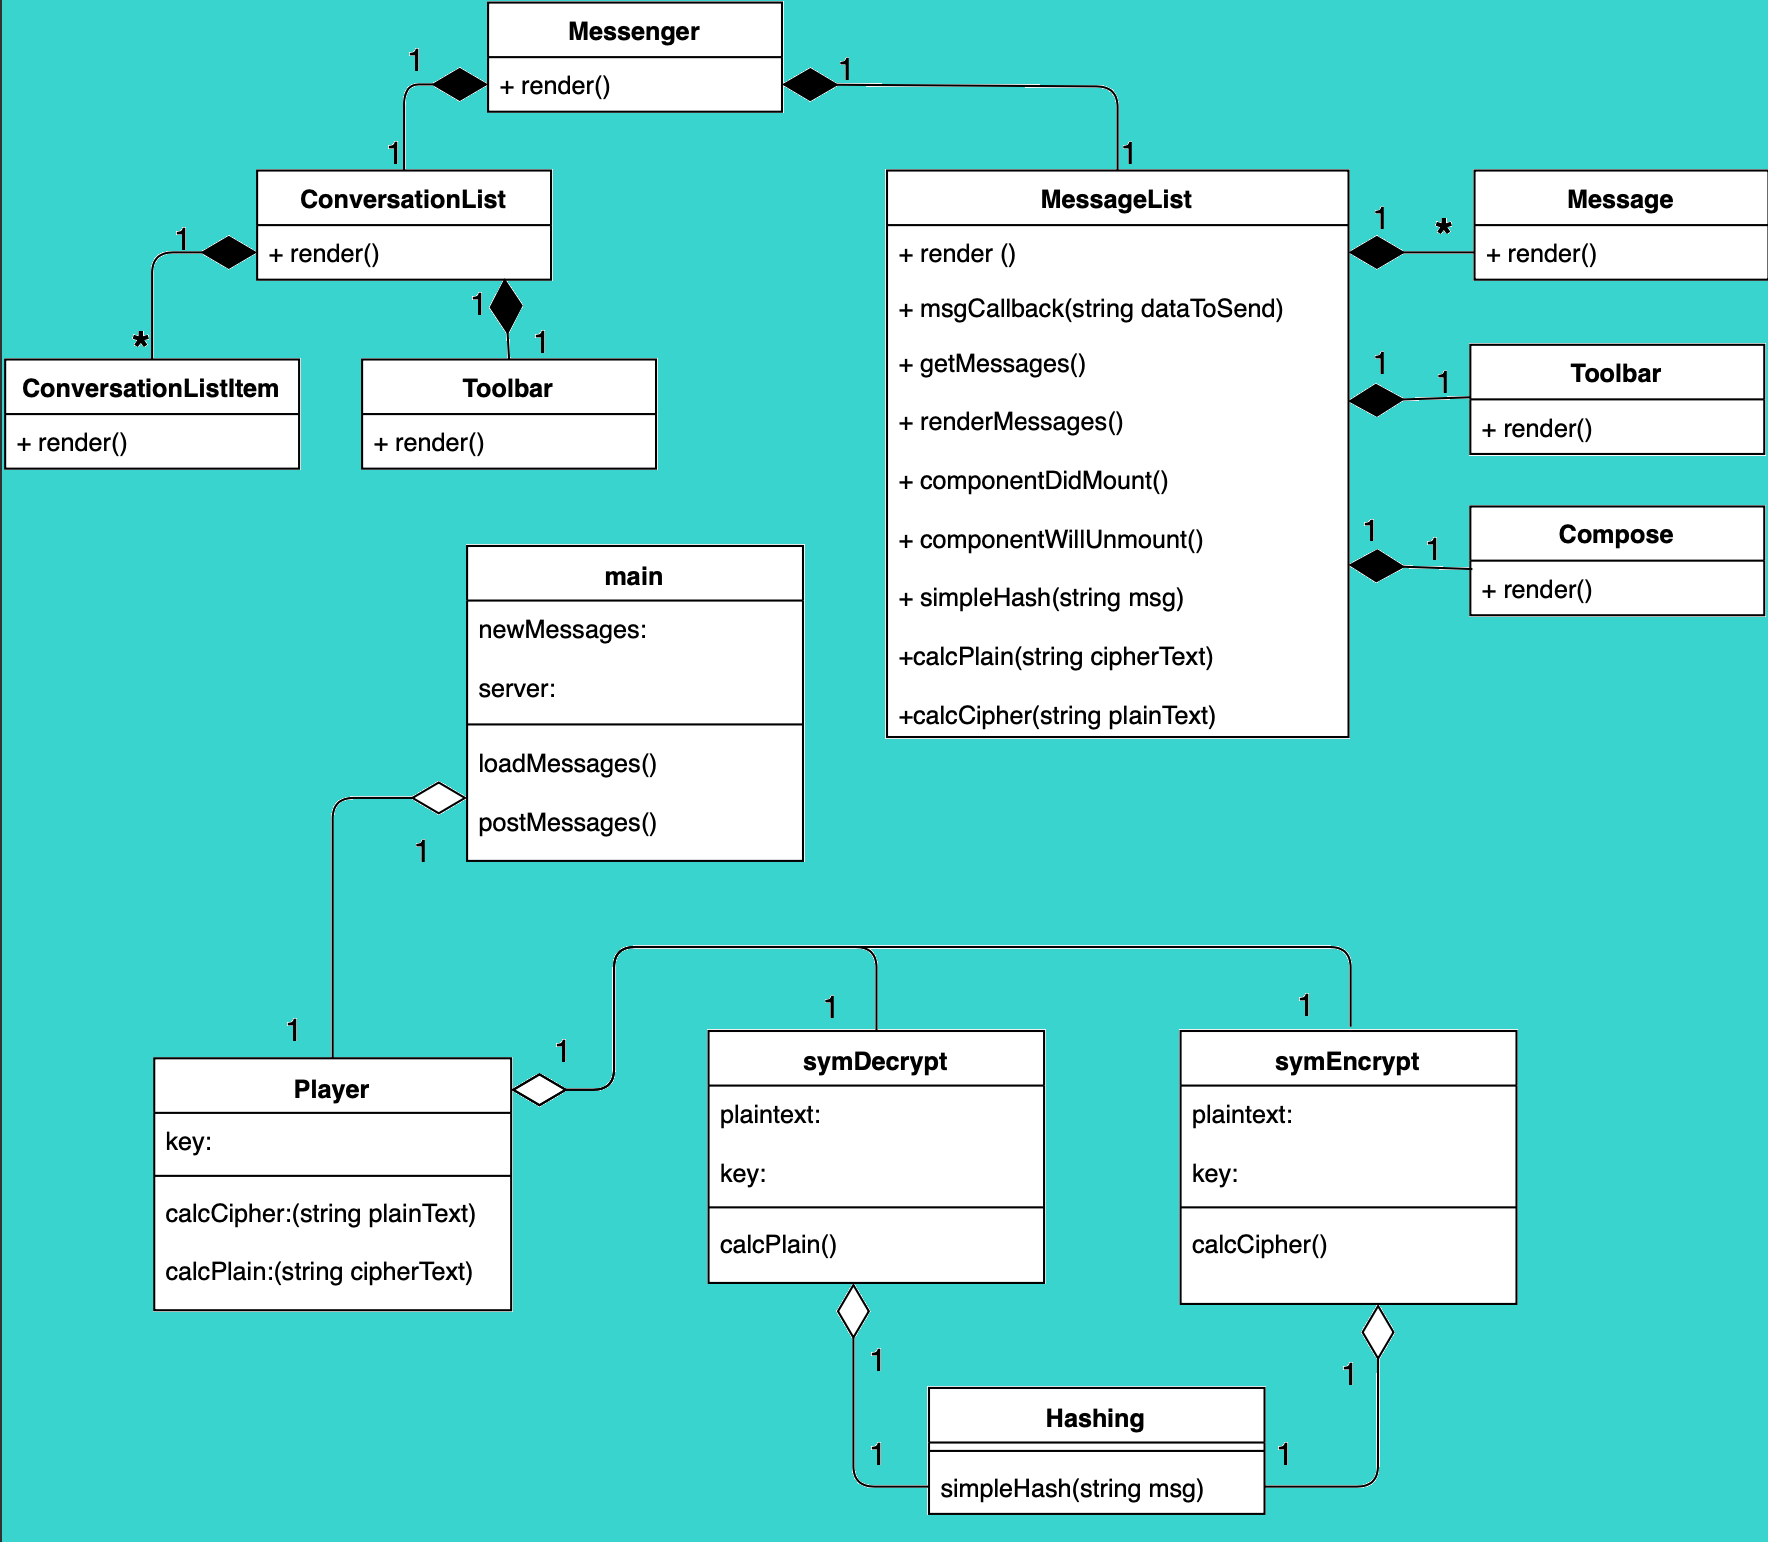 Messenger
+ render()
1
1
1
1
ConversationList
+ render()
1
*
1
1
ConversationListItem
+ render()
Toolbar
+ render()
MessageList
+ render ()
+ msgCallback(string dataToSend)
+ getMessages()
+ renderMessages()
+ componentDidMount()
+ componentWillUnmount()
+ simpleHash(string msg)
+calcPlain(string cipherText)
+calcCipher(string plainText)
1
*
Message
+ render()
1
1
Toolbar
+ render()
1
1
Compose
+ render()
main
newMessages:
server:
loadMessages()
postMessages()
1
1
Player
key:
calcCipher:(string plainText)
calcPlain:(string cipherText)
1
1
1
symDecrypt
plaintext:
key:
calcPlain()
symEncrypt
plaintext:
key:
calcCipher()
1
1
1
1
Hashing
simpleHash(string msg)